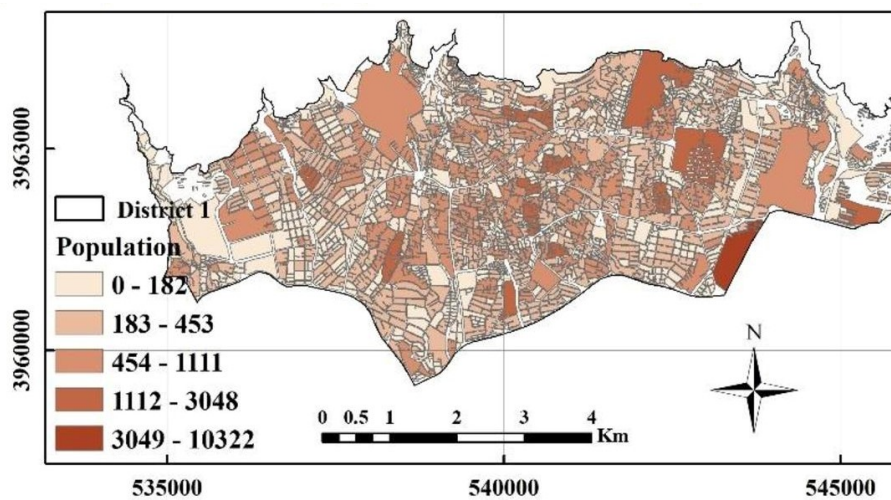 3963000
3960000
District 1
Population
0 - 182
183 - 453
454 - 1111
1112 - 3048
3049 - 10322
N
0 0.5 1 2 3 4
Km
535000 540000 545000